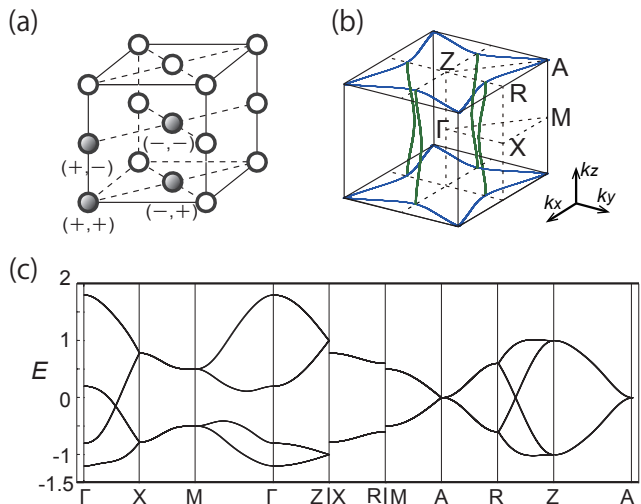 (a)
(+,−)
(−,−)
(+,+)
(−,+)
(b)
Z
A
R
Γ
M
X
kz
kx
ky
(c)
2
1
E
0
-1
-1.5
Γ X M Γ Z X R M A R Z A